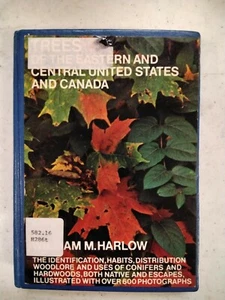 TREES
OF THE EASTERN AND
CENTRAL UNITED STATES
AND CANADA
582.16
AM M. HARLOW
THE IDENTIFICATION, HABITS, DISTRIBUTION
WOODLORE AND USES OF CONIFERS AND
HARDWOODS, BOTH NATIVE AND ESCAPES,
ILLUSTRATED WITH OVER 600 PHOTOGRAPHS